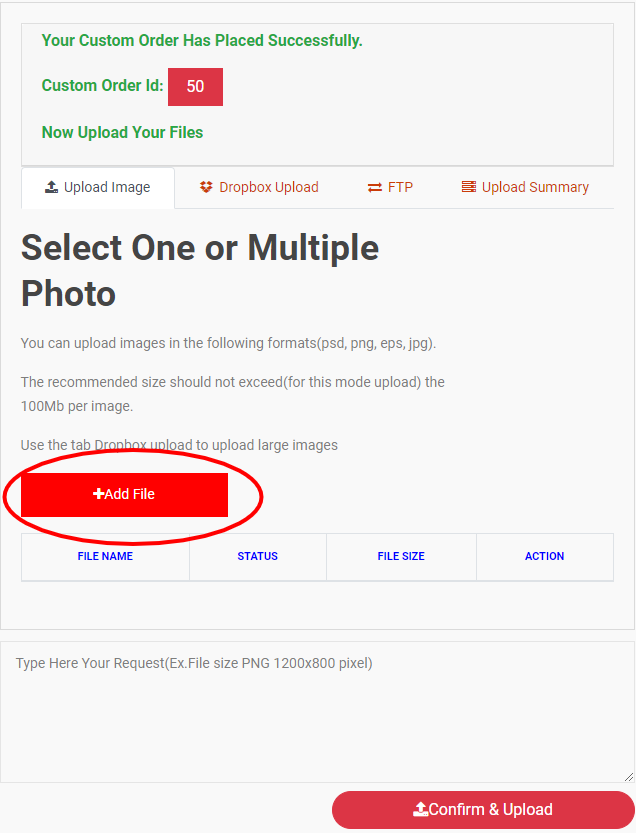 Your Custom Order Has Placed Successfully.
Custom Order Id: 50
Now Upload Your Files
Upload Image Dropbox Upload FTP Upload Summary
Select One or Multiple
Photo
You can upload images in the following formats(psd, png, eps, jpg).
The recommended size should not exceed(for this mode upload) the
100Mb per image.
Use the tab Dropbox upload to upload large images
+Add File
FILE NAME STATUS FILE SIZE ACTION
Type Here Your Request(Ex.File size PNG 1200x800 pixel)
Confirm & Upload